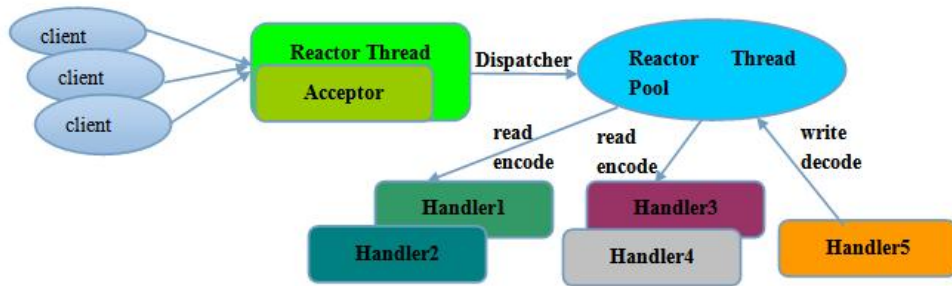 client
client
client
Reactor Thread
Acceptor
Dispatcher
Reactor Thread
Pool
read
encode
read
encode
write
decode
Handler1
Handler2
Handler3
Handler4
Handler5